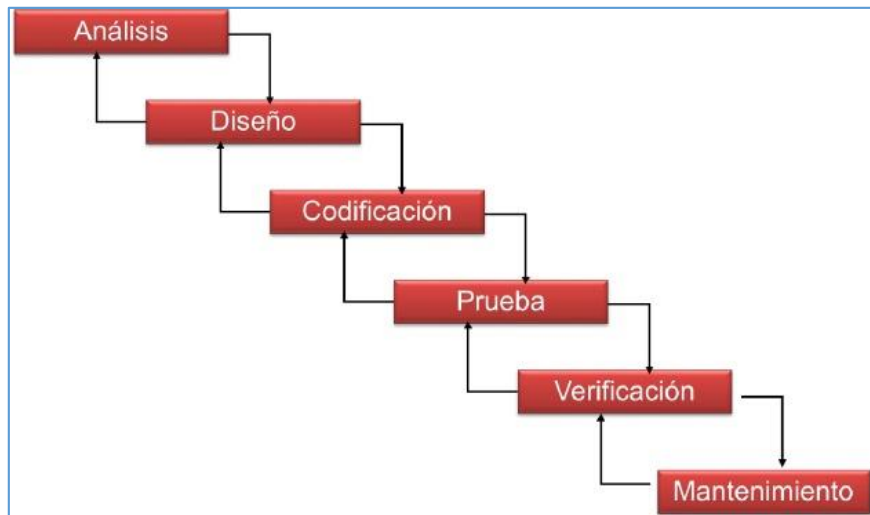 Análisis
Diseño
Codificación
Prueba
Verificación
Mantenimiento